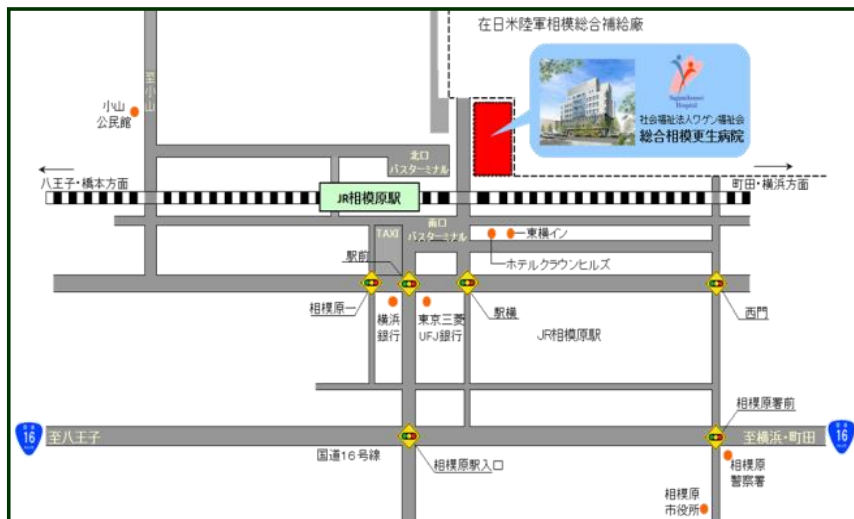 在日米陸軍相模総合補給廠
至小山
小山
公民館
Sagamikousei
Hospital
社会福祉法人ワゲン福祉会
総合相模更生病院
北口
バスターミナル
八王子・橋本方面
町田・横浜方面
JR相模原駅
TAXI
南口
バスターミナル
東横イン
駅前
ホテルクラウンヒルズ
相模原一
横浜
銀行
東京三菱
UFJ銀行
駅横
西門
JR相模原駅
相模原署前
16
至八王子
至横浜・町田
16
国道16号線
相模原駅入口
相模原
警察署
相模原
市役所